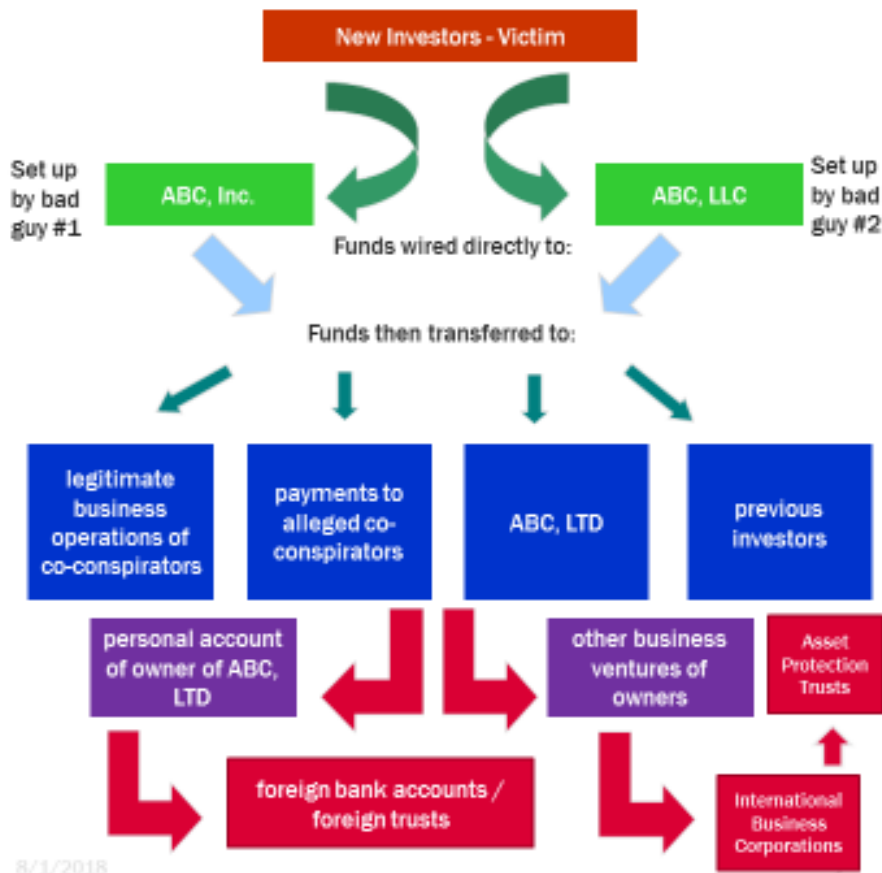 New Investors - Victim
Set up
by bad
guy #1
ABC, Inc.
ABC, LLC
Set up
by bad
guy #2
Funds wired directly to:
Funds then transferred to:
legitimate
business
operations of
co-conspirators
payments to
alleged co-
conspirators
ABC, LTD
previous
investors
personal account
of owner of ABC,
LTD
other business
ventures of
owners
Asset
Protection
Trusts
foreign bank accounts /
foreign trusts
International
Business
Corporations
8/1/2018